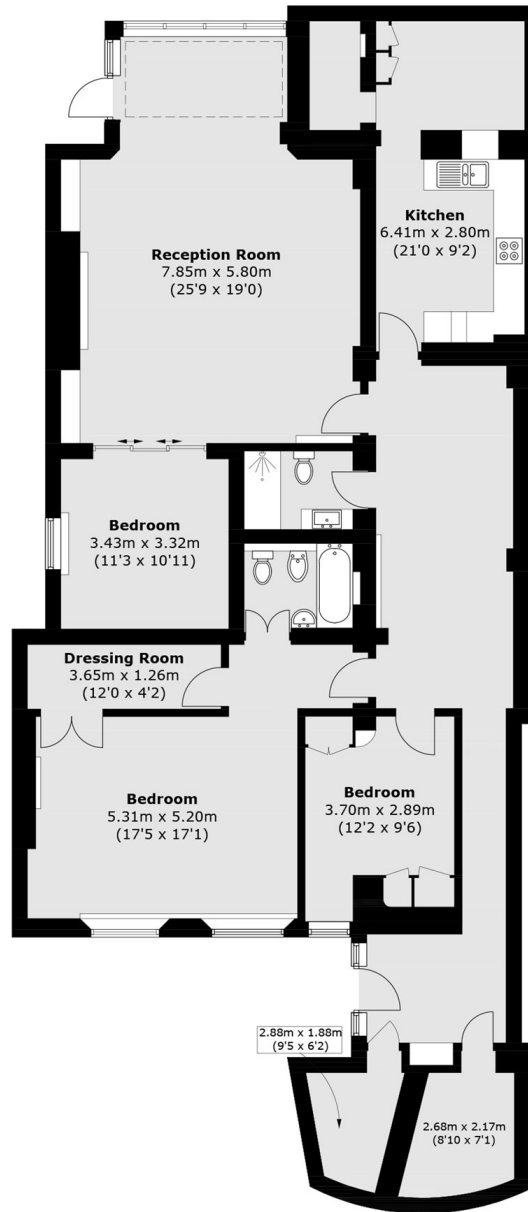 Kitchen
6.41m x 2.80m
(21'0 x 9'2)
Reception Room
7.85m x 5.80m
(25'9 x 19'0)
Bedroom
3.43m x 3.32m
(11'3 x 10'11)
Dressing Room
3.65m x 1.26m
(12'0 x 4'2)
Bedroom
5.31m x 5.20m
(17'5 x 17'1)
Bedroom
3.70m x 2.89m
(12'2 x 9'6)
2.88m x 1.88m
(9'5 x 6'2)
2.68m x 2.17m
(8'10 x 7'1)